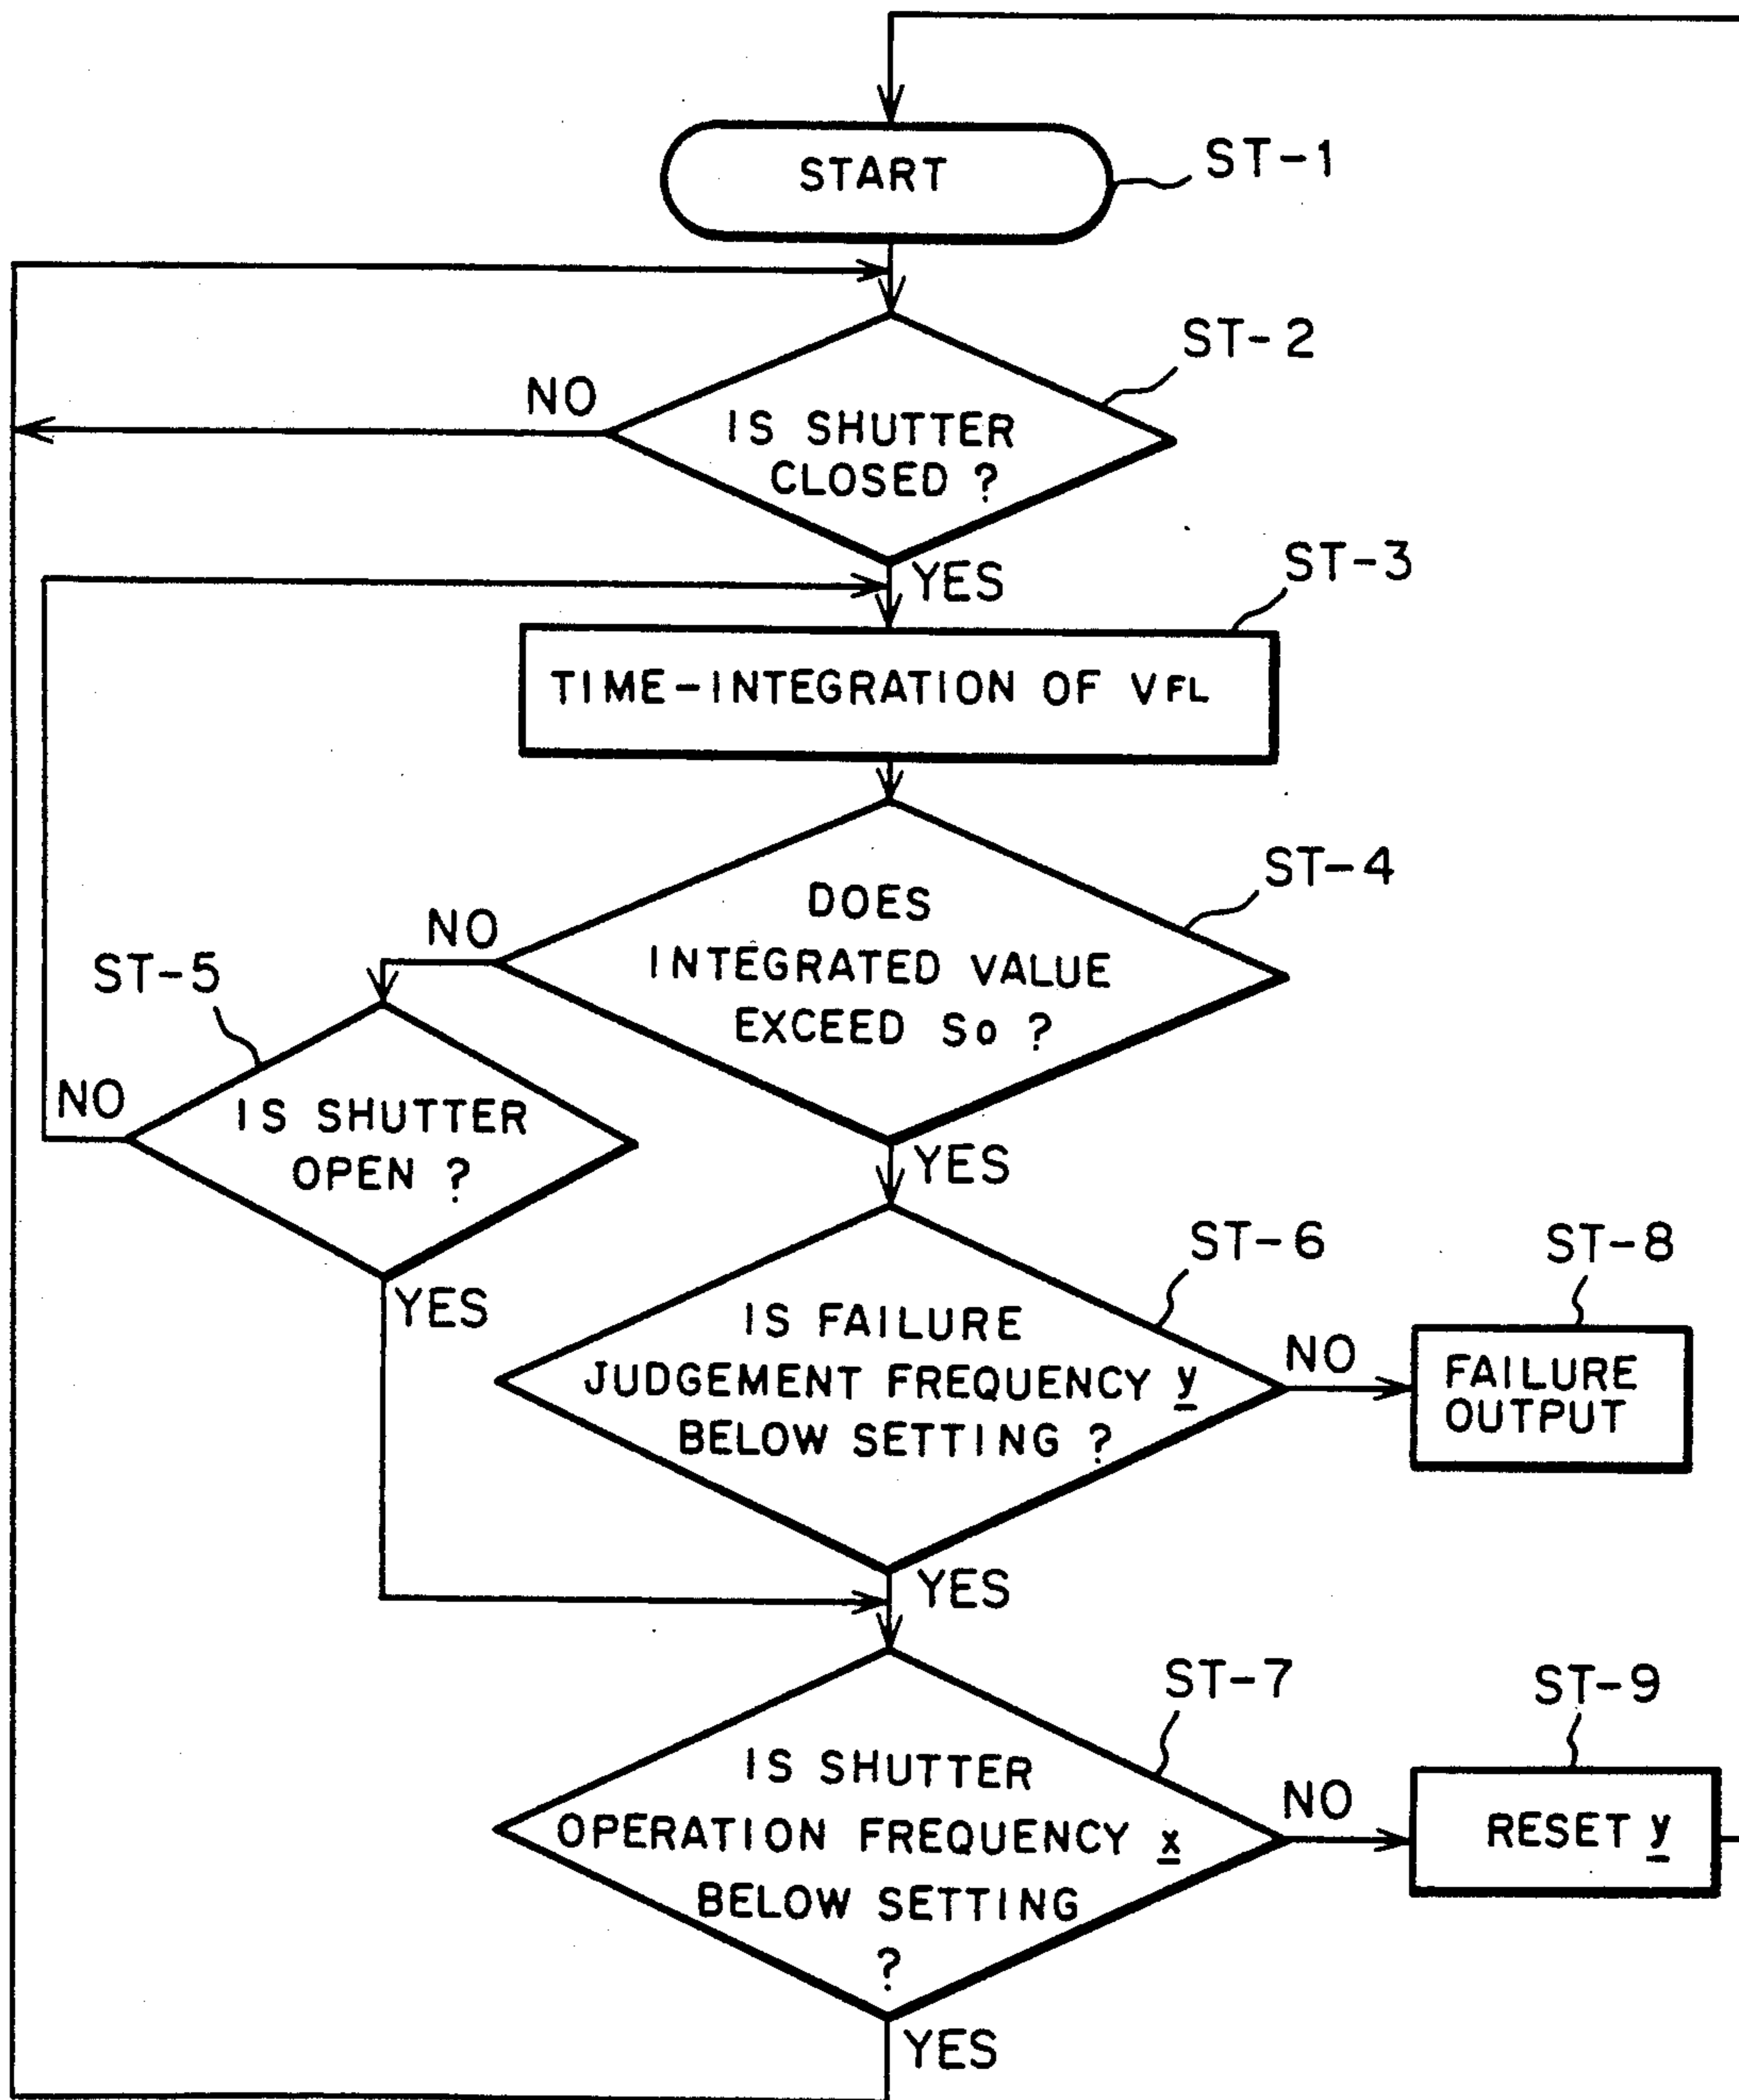 START
ST-1
ST-2
NO
IS SHUTTER
CLOSED ?
YES
ST-3
TIME-INTEGRATION OF VFL
ST-4
DOES
INTEGRATED VALUE
EXCEED So ?
NO
ST-5
NO
IS SHUTTER
OPEN ?
YES
YES
ST-6
IS FAILURE
JUDGEMENT FREQUENCY y
BELOW SETTING ?
NO
ST-8
FAILURE
OUTPUT
YES
ST-7
IS SHUTTER
OPERATION FREQUENCY x
BELOW SETTING
?
NO
ST-9
RESET y
YES